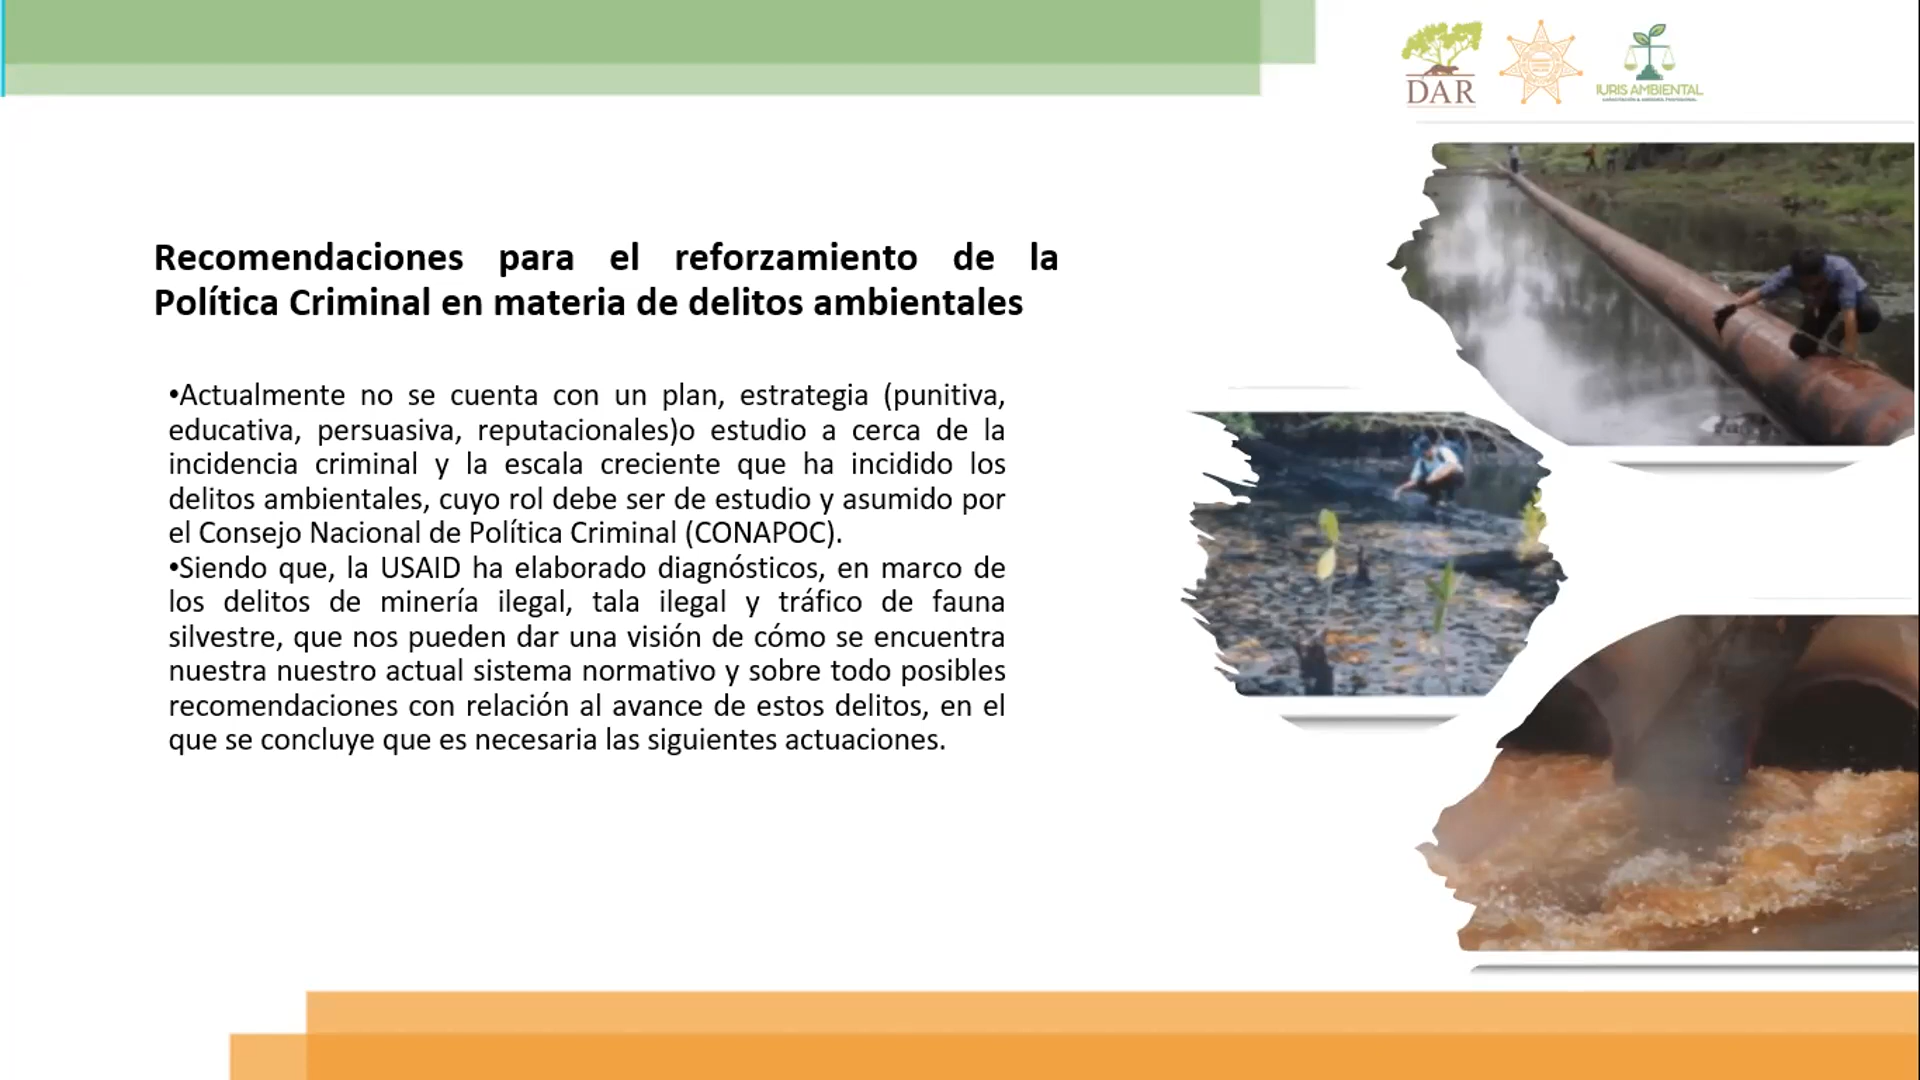 DAR
IURIS AMBIENTAL
Recomendaciones para el reforzamiento de la
Política Criminal en materia de delitos ambientales
•Actualmente no se cuenta con un plan, estrategia (punitiva,
educativa, persuasiva, reputacionales)o estudio a cerca de la
incidencia criminal y la escala creciente que ha incidido los
delitos ambientales, cuyo rol debe ser de estudio y asumido por
el Consejo Nacional de Política Criminal (CONAPOC).
•Siendo que, la USAID ha elaborado diagnósticos, en marco de
los delitos de minería ilegal, tala ilegal y tráfico de fauna
silvestre, que nos pueden dar una visión de cómo se encuentra
nuestra nuestro actual sistema normativo y sobre todo posibles
recomendaciones con relación al avance de estos delitos, en el
que se concluye que es necesaria las siguientes actuaciones.